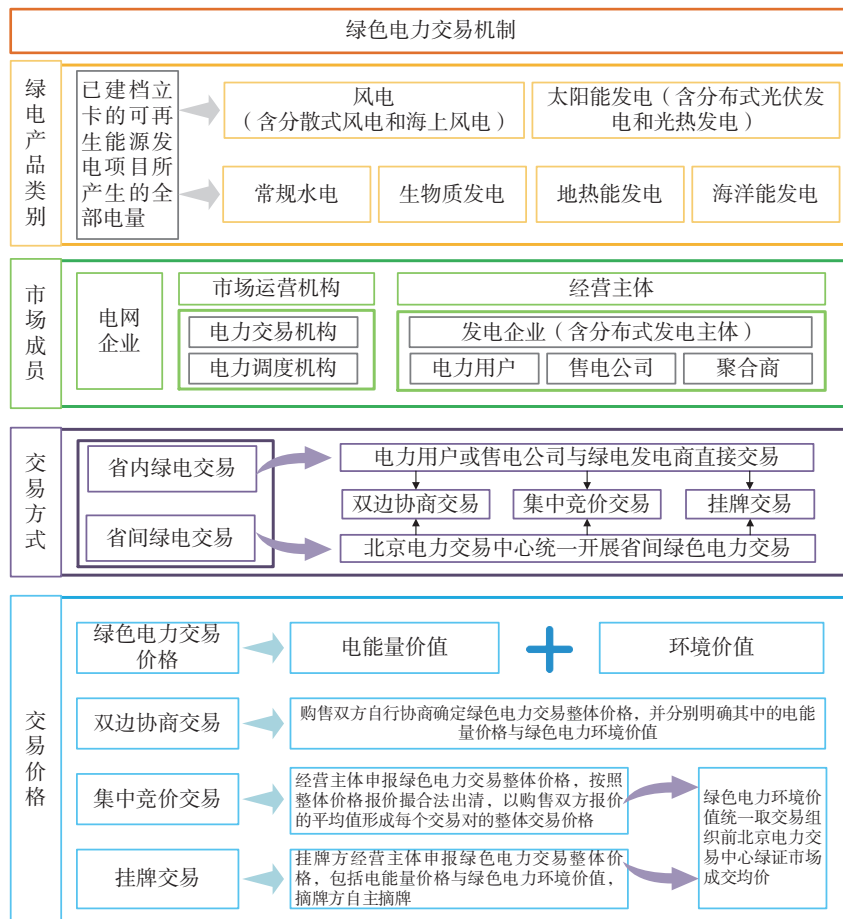 绿色电力交易机制
绿电产品类别
已建档立
卡的可再
生能源发
电项目所
产生的全
部电量
风电
（含分散式风电和海上风电）
太阳能发电（含分布式光伏发
电和光热发电）
常规水电
生物质发电
地热能发电
海洋能发电
市场成员
电网
企业
市场运营机构
电力交易机构
电力调度机构
经营主体
发电企业（含分布式发电主体）
电力用户
售电公司
聚合商
交易方式
省内绿电交易
省间绿电交易
电力用户或售电公司与绿电发电商直接交易
双边协商交易
集中竞价交易
挂牌交易
北京电力交易中心统一开展省间绿色电力交易
交易价格
绿色电力交易
价格
电能量价值
环境价值
双边协商交易
购售双方自行协商确定绿色电力交易整体价格，并分别明确其中的电能
量价格与绿色电力环境价值
集中竞价交易
经营主体申报绿色电力交易整体价格，按照
整体价格报价撮合法出清，以购售双方报价
的平均值形成每个交易对的整体交易价格
挂牌交易
挂牌方经营主体申报绿色电力交易整体价
格，包括电能量价格与绿色电力环境价值，
摘牌方自主摘牌
绿色电力环境价
值统一取交易组
织前北京电力交
易中心绿证市场
成交均价